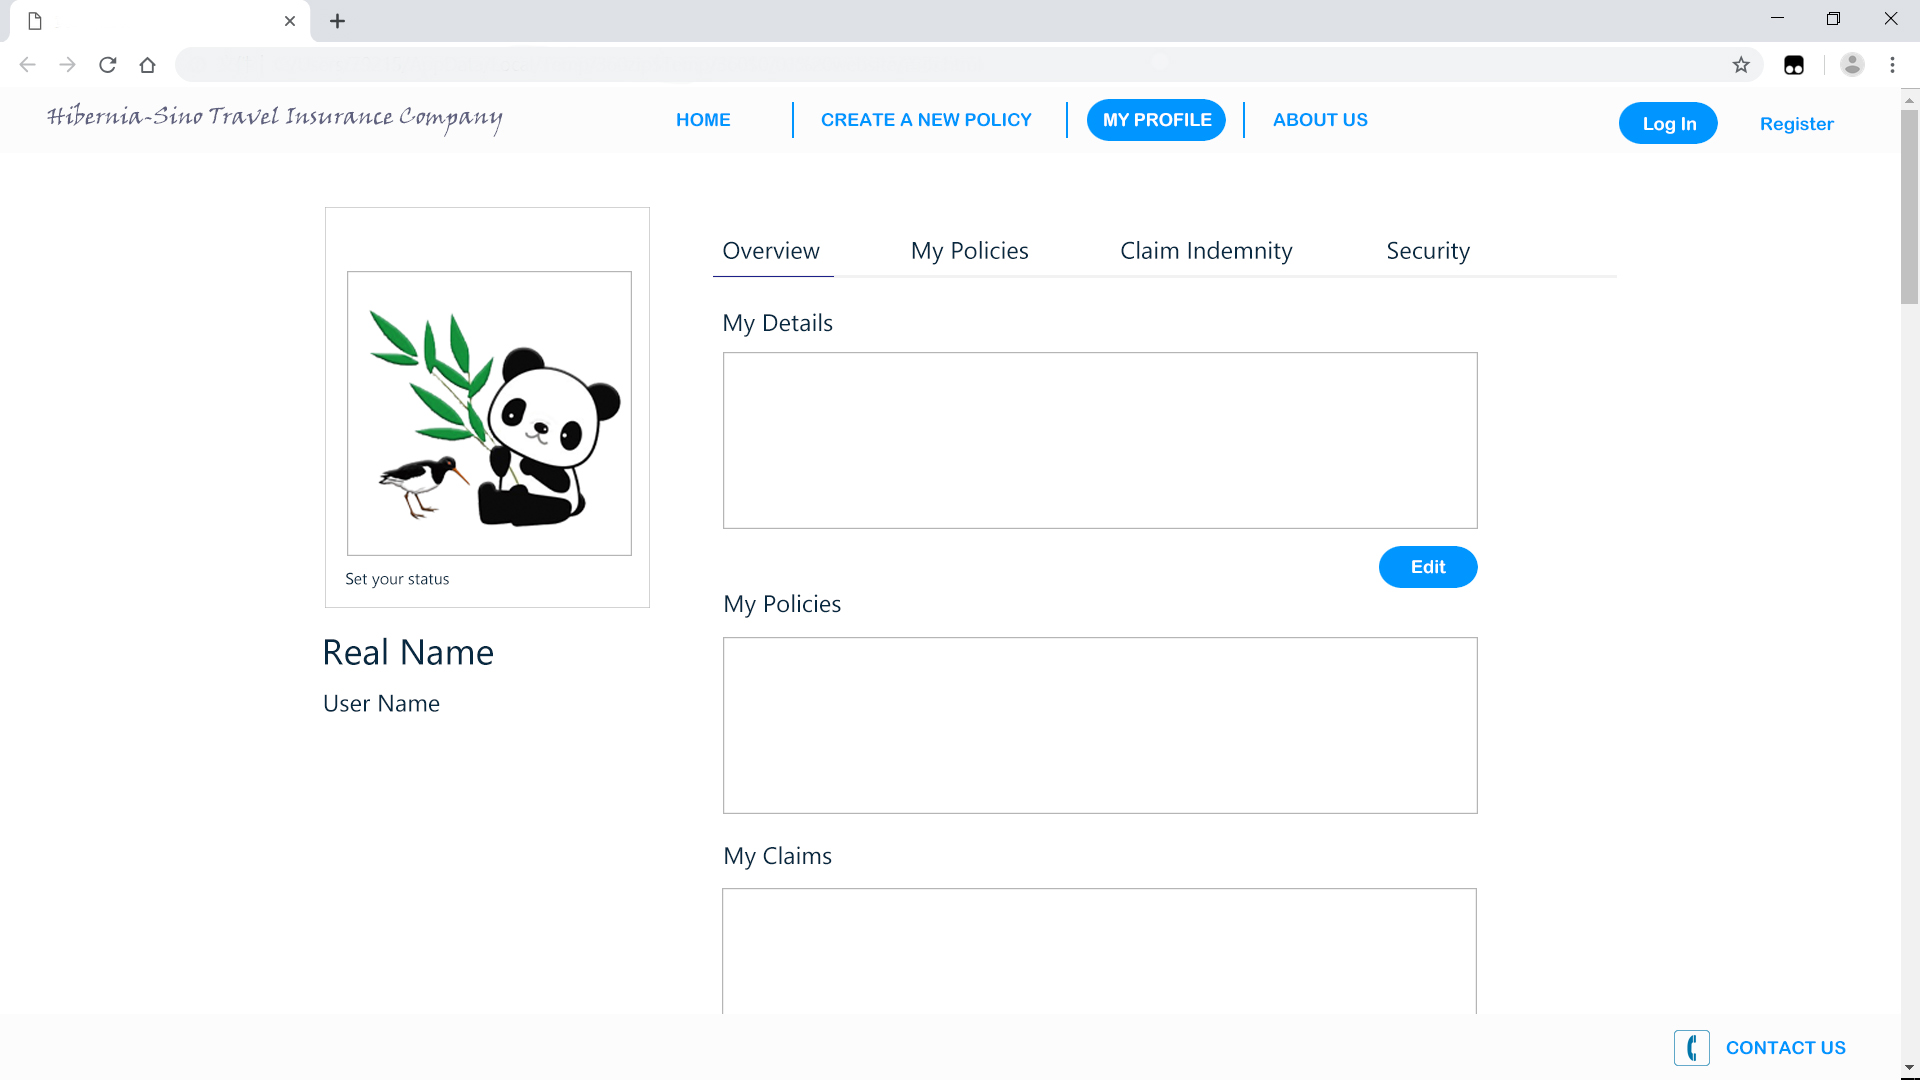 Hibernia-Sino Travel Insurance Company
HOME
CREATE A NEW POLICY
MY PROFILE
ABOUT US
Log In
Register
Overview
My Policies
Claim Indemnity
Security
My Details
Edit
Set your status
Real Name
User Name
My Policies
My Claims
CONTACT US